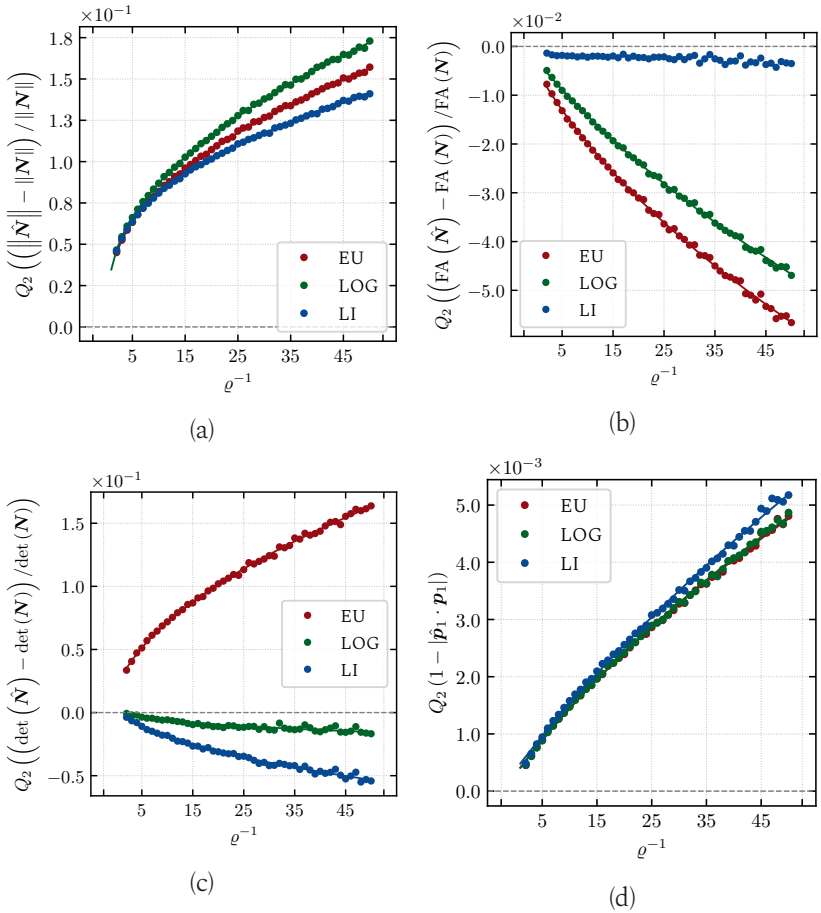 ×10⁻¹
1.8
1.5
1.3
1.0
0.8
0.5
0.2
0.0
5 15 25 35 45
ϱ⁻¹
Q₂ ((‖N̂‖ − ‖N‖) / ‖N‖)
EU
LOG
LI
(a)
×10⁻²
0.0
−1.0
−2.0
−3.0
−4.0
−5.0
5 15 25 35 45
ϱ⁻¹
Q₂ ((FA (N̂) − FA (N)) / FA (N))
EU
LOG
LI
(b)
×10⁻¹
1.5
1.0
0.5
0.0
−0.5
5 15 25 35 45
ϱ⁻¹
Q₂ ((det (N̂) − det (N)) / det (N))
EU
LOG
LI
(c)
×10⁻³
5.0
4.0
3.0
2.0
1.0
0.0
5 15 25 35 45
ϱ⁻¹
Q₂ (1 − |p̂₁ · p₁|)
EU
LOG
LI
(d)